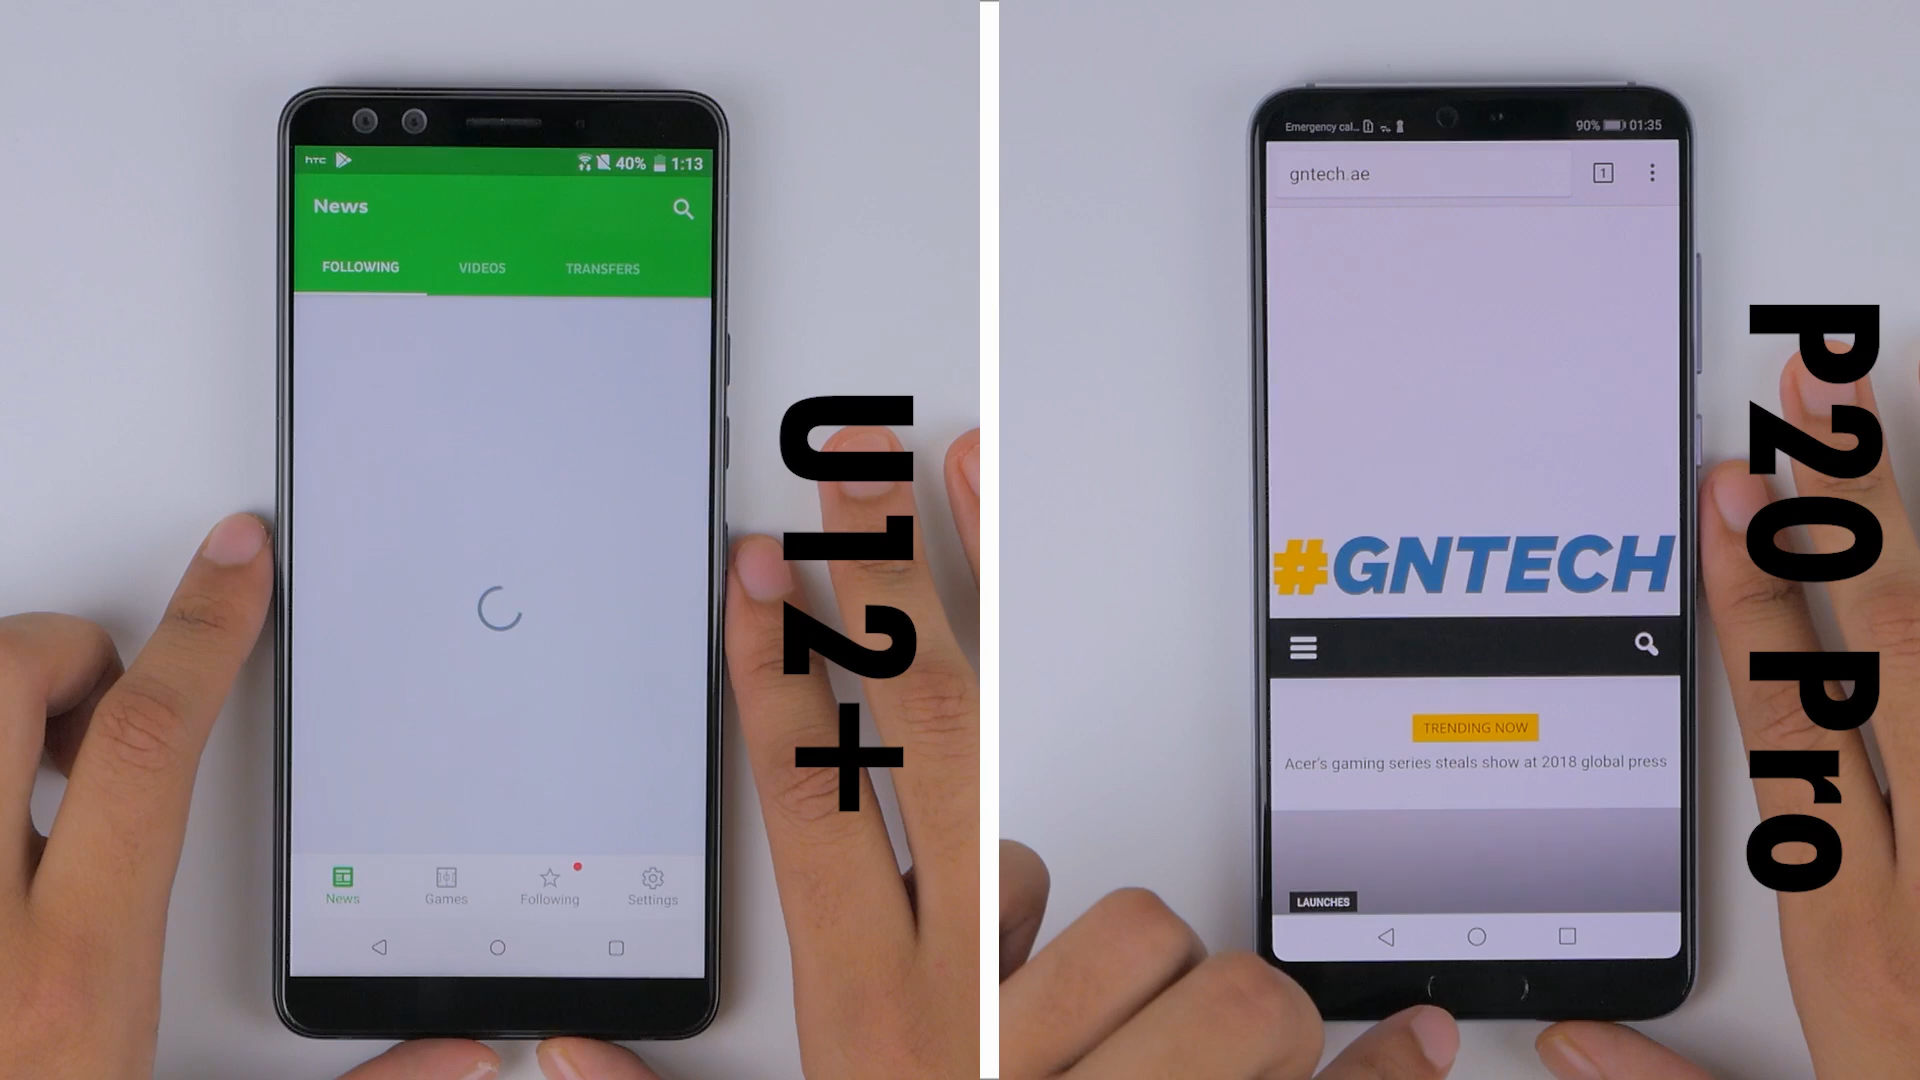 htc
40% 1:13
News
FOLLOWING VIDEOS TRANSFERS
News Games Following Settings
U12+
Emergency cal... 90% 01:35
gntech.ae 1
#GNTECH
TRENDING NOW
Acer's gaming series steals show at 2018 global press
LAUNCHES
P20 Pro